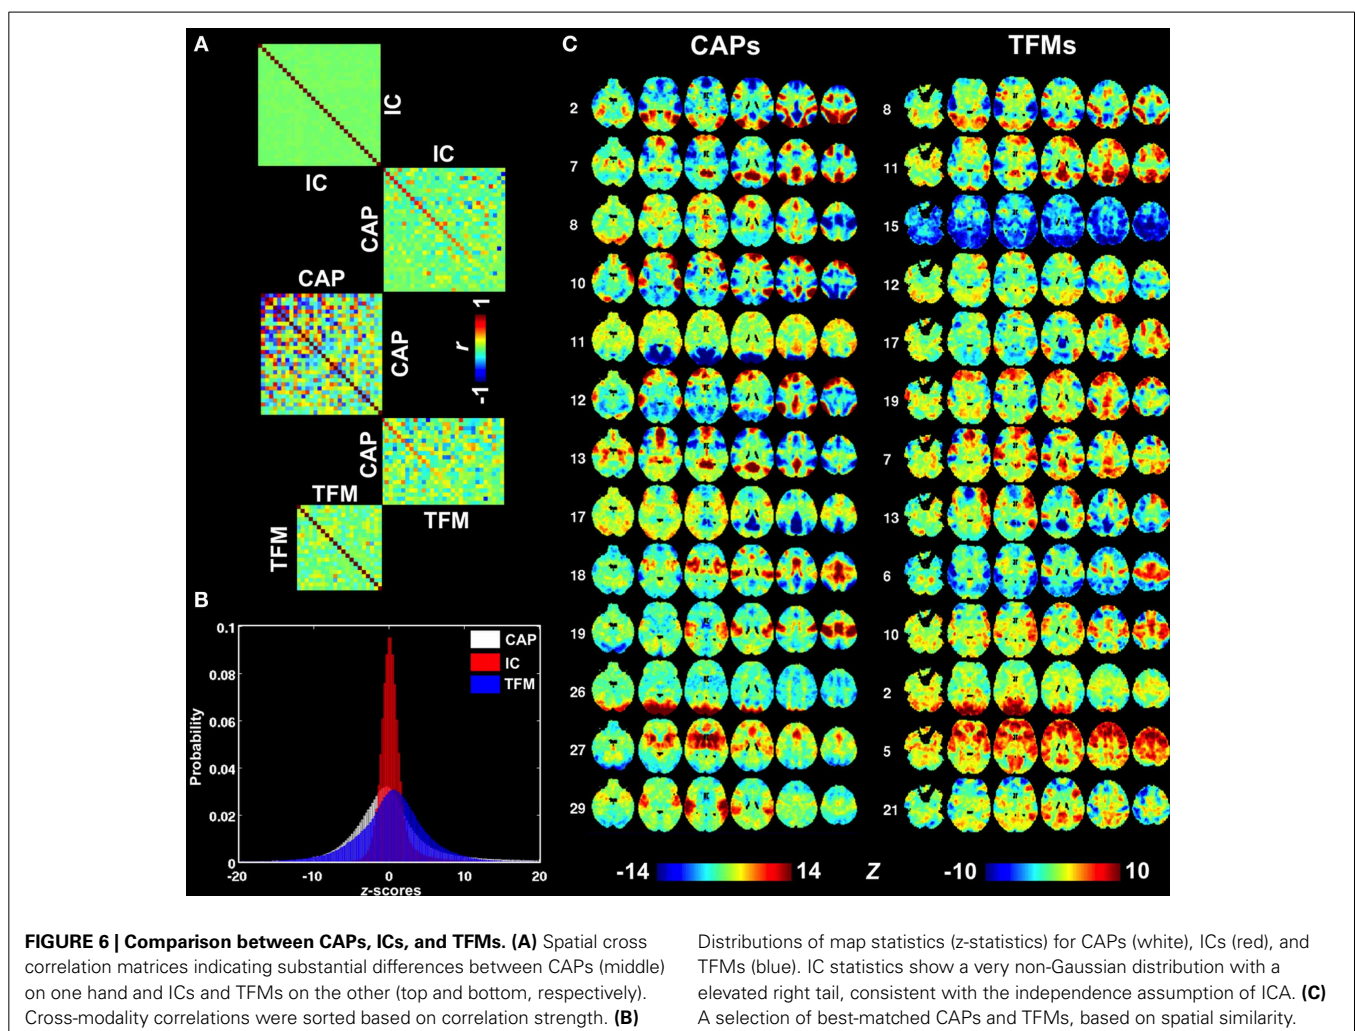 A
IC
IC
IC
CAP
CAP
CAP
1
r
-1
CAP
TFM
TFM
TFM
B
0.1
0.08
0.06
0.04
0.02
0
Probability
CAP
IC
TFM
-20
-10
0
10
20
z-scores
C
CAPs
TFMs
2
8
7
11
8
15
10
12
11
17
12
19
13
7
17
13
18
6
19
10
26
2
27
5
29
21
-14
14
Z
-10
10
FIGURE 6 | Comparison between CAPs, ICs, and TFMs. (A) Spatial cross
correlation matrices indicating substantial differences between CAPs (middle)
on one hand and ICs and TFMs on the other (top and bottom, respectively).
Cross-modality correlations were sorted based on correlation strength. (B)
Distributions of map statistics (z-statistics) for CAPs (white), ICs (red), and
TFMs (blue). IC statistics show a very non-Gaussian distribution with a
elevated right tail, consistent with the independence assumption of ICA. (C)
A selection of best-matched CAPs and TFMs, based on spatial similarity.